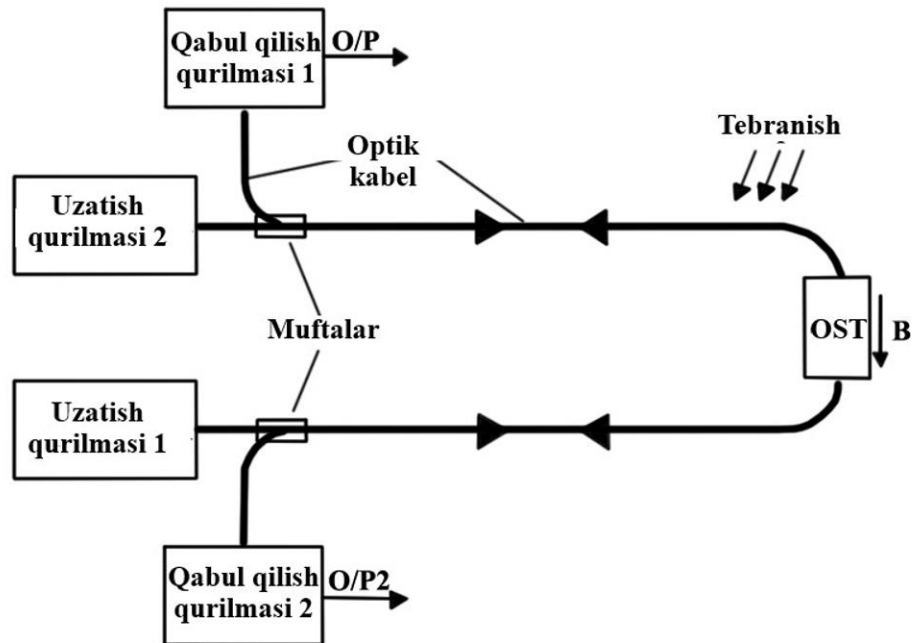 Qabul qilish
qurilmasi 1
O/P
Optik
kabel
Tebranish
Uzatish
qurilmasi 2
Muftalar
OST
B
Uzatish
qurilmasi 1
Qabul qilish
qurilmasi 2
O/P2